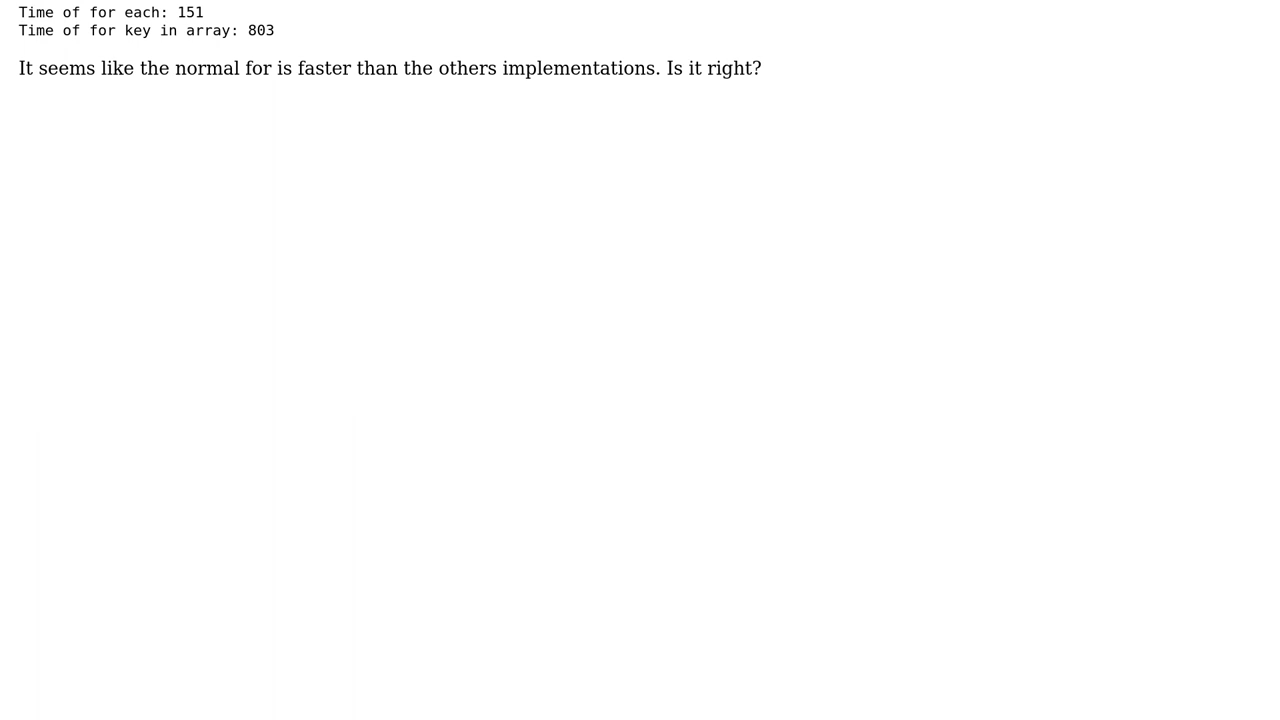 Time of for each: 151
Time of for key in array: 803
It seems like the normal for is faster than the others implementations. Is it right?